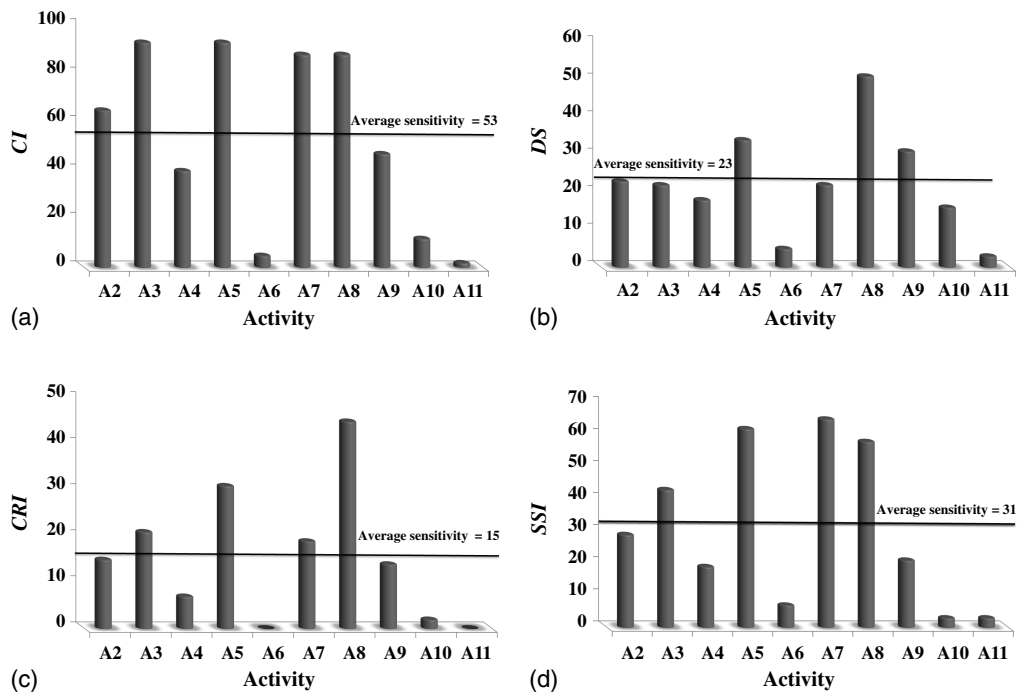 100
80
60
40
20
0
CI
Average sensitivity = 53
A2 A3 A4 A5 A6 A7 A8 A9 A10 A11
Activity
(a)
60
50
40
30
20
10
0
DS
Average sensitivity = 23
A2 A3 A4 A5 A6 A7 A8 A9 A10 A11
Activity
(b)
50
40
30
20
10
0
CRI
Average sensitivity = 15
A2 A3 A4 A5 A6 A7 A8 A9 A10 A11
Activity
(c)
70
60
50
40
30
20
10
0
SSI
Average sensitivity = 31
A2 A3 A4 A5 A6 A7 A8 A9 A10 A11
Activity
(d)